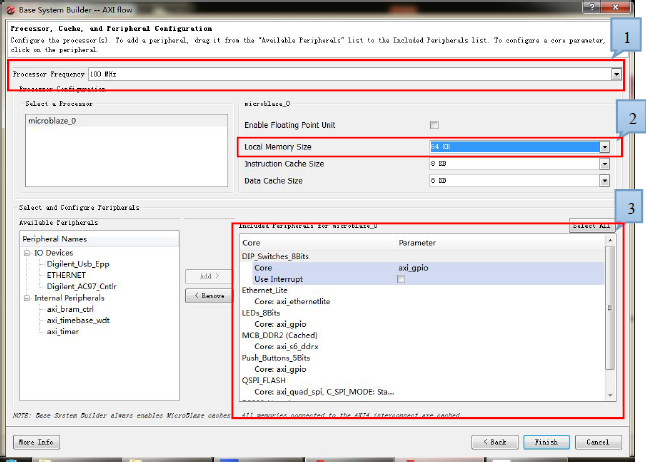 Base System Builder -- AXI flow
Processor, Cache, and Peripheral Configuration
Configure the processor(s). To add a peripheral, drag it from the "Available Peripherals" list to the Included Peripherals list. To configure a core parameter,
click on the peripheral.
1
Processor Frequency 100 MHz
Processor Configuration
Select a Processor
microblaze_0
microblaze_0
Enable Floating Point Unit
2
Local Memory Size 64 KB
Instruction Cache Size 8 KB
Data Cache Size 8 KB
Select and Configure Peripherals
3
Available Peripherals
Included Peripherals for microblaze_0
Select All
Peripheral Names
IO Devices
Digilent_Usb_Epp
ETHERNET
Digilent_AC97_Cntlr
Internal Peripherals
axi_bram_ctrl
axi_timebase_wdt
axi_timer
Add >
< Remove
Core Parameter
DIP_Switches_8Bits
Core axi_gpio
Use Interrupt
Ethernet_Lite
Core: axi_ethernetlite
LEDs_8Bits
Core: axi_gpio
MCB_DDR2 (Cached)
Core: axi_s6_ddrx
Push_Buttons_5Bits
Core: axi_gpio
QSPI_FLASH
Core: axi_quad_spi, C_SPI_MODE: Sta...
NOTE: Base System Builder always enables MicroBlaze caches. All memories connected to the AXI4 interconnect are cached
More Info
< Back
Finish
Cancel